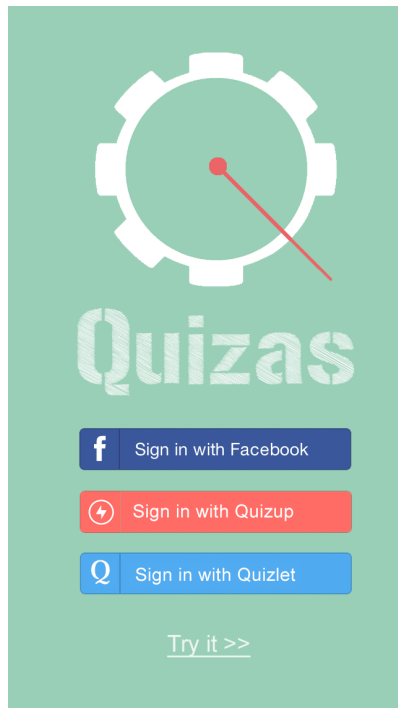 Quizas
f Sign in with Facebook
Sign in with Quizup
Q Sign in with Quizlet
Try it >>